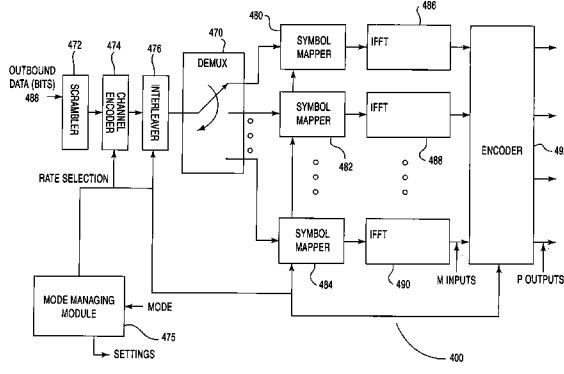 472
474
476
470
480
486
OUTBOUND
DATA (BITS)
488
SCRAMBLER
CHANNEL
ENCODER
INTERLEAVER
DEMUX
SYMBOL
MAPPER
IFFT
SYMBOL
MAPPER
IFFT
482
488
ENCODER
49
RATE SELECTION
SYMBOL
MAPPER
IFFT
484
490
M INPUTS
P OUTPUTS
MODE MANAGING
MODULE
MODE
475
SETTINGS
400